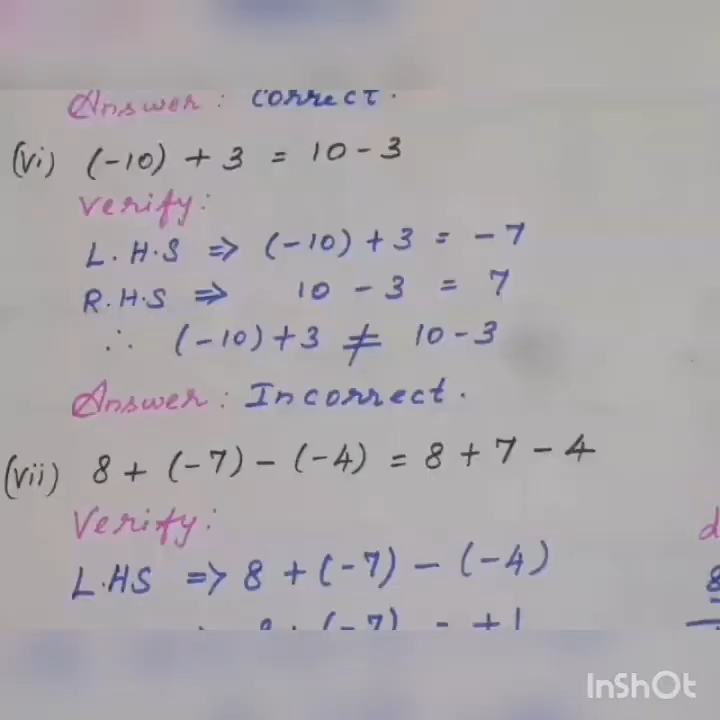 Answer: correct.
(vi) (-10) + 3 = 10 - 3
verify:
L.H.S ⇒ (-10) + 3 = -7
R.H.S ⇒ 10 - 3 = 7
∴ (-10) + 3 ≠ 10 - 3
Answer: Incorrect.
(vii) 8 + (-7) - (-4) = 8 + 7 - 4
Verify:
L.HS ⇒ 8 + (-7) - (-4)
InShOt